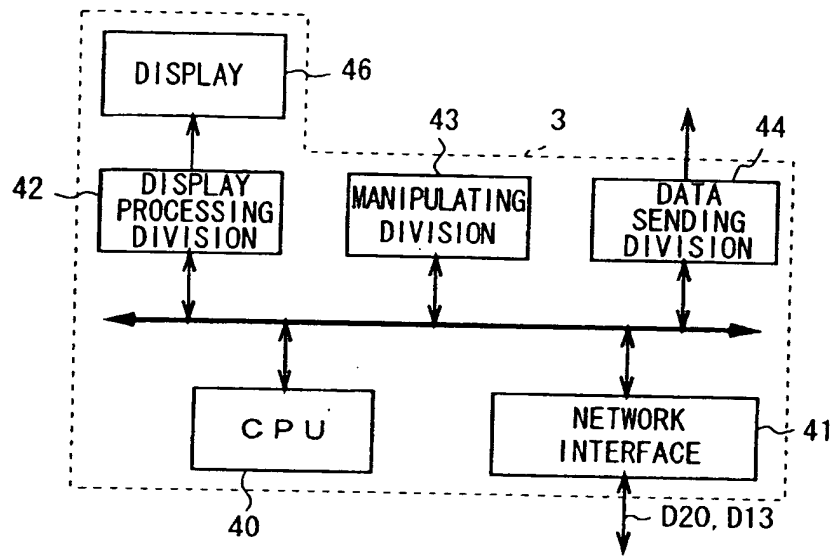 DISPLAY
46
3
43
44
42
DISPLAY
PROCESSING
DIVISION
MANIPULATING
DIVISION
DATA
SENDING
DIVISION
CPU
NETWORK
INTERFACE
41
40
D20, D13